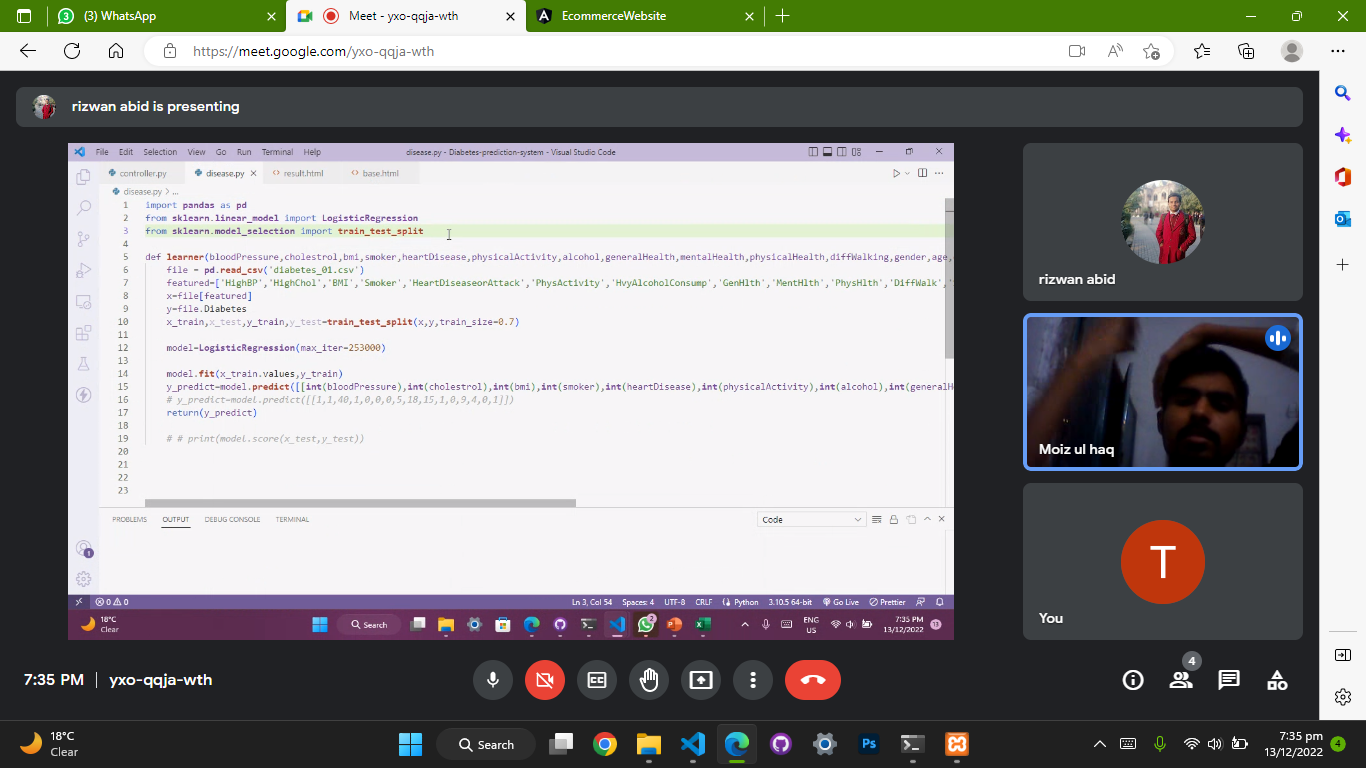 (3) WhatsApp
Meet - yxo-qqja-wth
EcommerceWebsite
https://meet.google.com/yxo-qqja-wth
rizwan abid is presenting
File Edit Selection View Go Run Terminal Help
disease.py - Diabetes-prediction-system - Visual Studio Code
controller.py
disease.py
result.html
base.html
disease.py > ...
1 import pandas as pd
2 from sklearn.linear_model import LogisticRegression
3 from sklearn.model_selection import train_test_split
4
5 def learner(bloodPressure,cholestrol,bmi,smoker,heartDisease,physicalActivity,alcohol,generalHealth,mentalHealth,physicalHealth,diffWalking,gender,age,
6 file = pd.read_csv('diabetes_01.csv')
7 featured=['HighBP','HighChol','BMI','Smoker','HeartDiseaseorAttack','PhysActivity','HvyAlcoholConsump','GenHlth','MentHlth','PhysHlth','DiffWalk','
8 x=file[featured]
9 y=file.Diabetes
10 x_train,x_test,y_train,y_test=train_test_split(x,y,train_size=0.7)
11
12 model=LogisticRegression(max_iter=253000)
13
14 model.fit(x_train.values,y_train)
15 y_predict=model.predict([[int(bloodPressure),int(cholestrol),int(bmi),int(smoker),int(heartDisease),int(physicalActivity),int(alcohol),int(generalHe
16 # y_predict=model.predict([[1,1,40,1,0,0,0,5,18,15,1,0,9,4,0,1]])
17 return(y_predict)
18
19 # # print(model.score(x_test,y_test))
20
21
22
23
PROBLEMS OUTPUT DEBUG CONSOLE TERMINAL
Code
0 0
Ln 3, Col 54 Spaces: 4 UTF-8 CRLF Python 3.10.5 64-bit Go Live Prettier
18°C
Clear
Search
2
ENG
US
7:35 PM
13/12/2022
13
rizwan abid
Moiz ul haq
T
You
7:35 PM | yxo-qqja-wth
4
18°C
Clear
Search
Ps
7:35 pm
13/12/2022
4